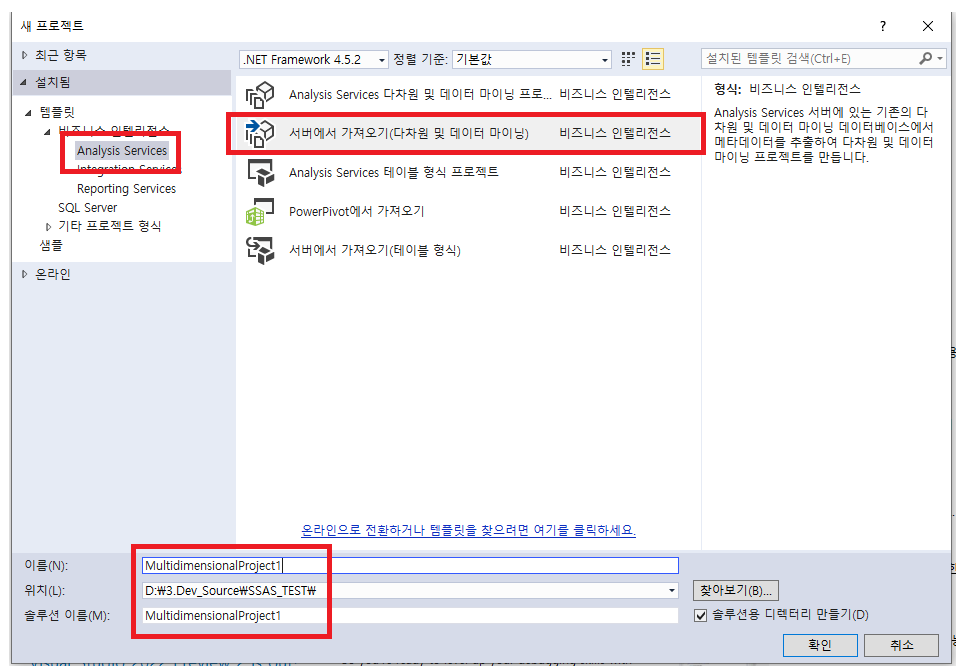 새 프로젝트 ?
최근 항목
설치됨
템플릿
비즈니스 인텔리전스
Analysis Services
Integration Service
Reporting Services
SQL Server
기타 프로젝트 형식
샘플
온라인
.NET Framework 4.5.2 정렬 기준: 기본값
Analysis Services 다차원 및 데이터 마이닝 프로... 비즈니스 인텔리전스
서버에서 가져오기(다차원 및 데이터 마이닝) 비즈니스 인텔리전스
Analysis Services 테이블 형식 프로젝트 비즈니스 인텔리전스
PowerPivot에서 가져오기 비즈니스 인텔리전스
서버에서 가져오기(테이블 형식) 비즈니스 인텔리전스
온라인으로 전환하거나 템플릿을 찾으려면 여기를 클릭하세요.
설치된 템플릿 검색(Ctrl+E)
형식: 비즈니스 인텔리전스
Analysis Services 서버에 있는 기존의 다
차원 및 데이터 마이닝 데이터베이스에서
메타데이터를 추출하여 다차원 및 데이터
마이닝 프로젝트를 만듭니다.
이름(N): MultidimensionalProject1
위치(L): D:₩3.Dev_Source₩SSAS_TEST₩ 찾아보기(B)...
솔루션 이름(M): MultidimensionalProject1 솔루션용 디렉터리 만들기(D)
확인 취소